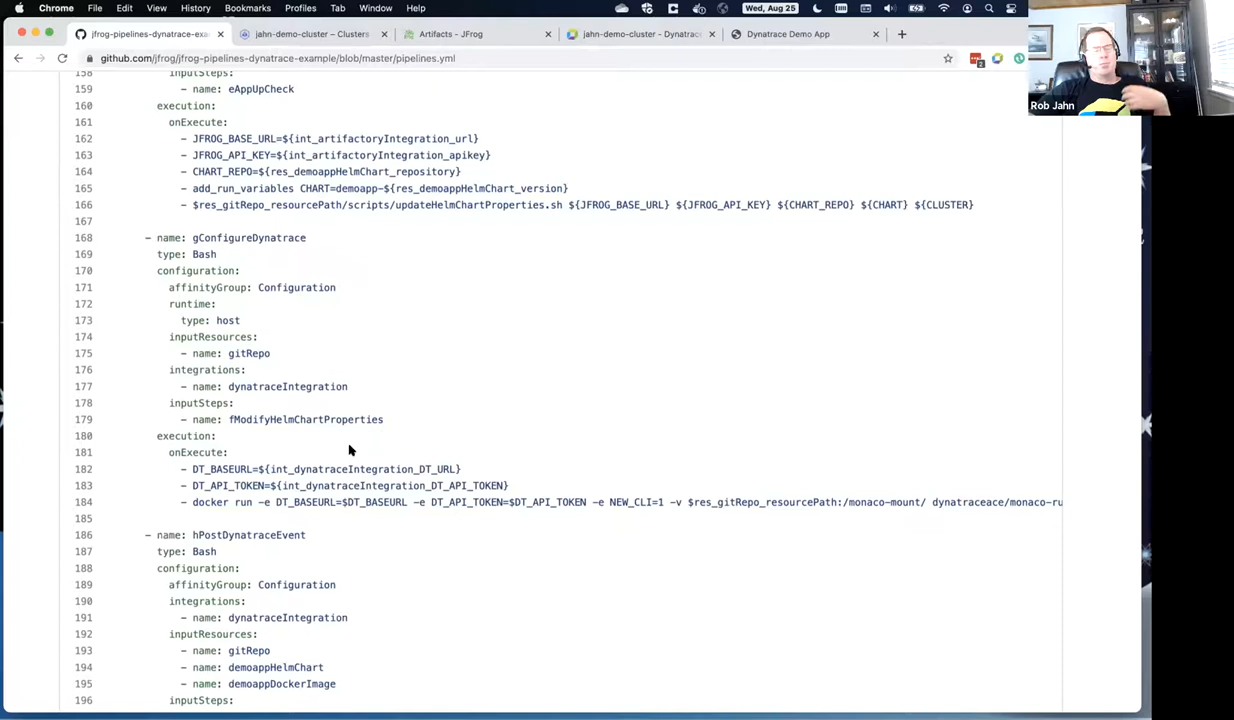 Chrome File Edit View History Bookmarks Profiles Tab Window Help Wed, Aug 25
jfrog-pipelines-dynatrace-exa jahn-demo-cluster – Clusters Artifacts - JFrog jahn-demo-cluster - Dynatrace Dynatrace Demo App
github.com/jfrog/jfrog-pipelines-dynatrace-example/blob/master/pipelines.yml
Rob Jahn
158 inputSteps:
159 - name: eAppUpCheck
160 execution:
161 onExecute:
162 - JFROG_BASE_URL=${int_artifactoryIntegration_url}
163 - JFROG_API_KEY=${int_artifactoryIntegration_apikey}
164 - CHART_REPO=${res_demoappHelmChart_repository}
165 - add_run_variables CHART=demoapp-${res_demoappHelmChart_version}
166 - $res_gitRepo_resourcePath/scripts/updateHelmChartProperties.sh ${JFROG_BASE_URL} ${JFROG_API_KEY} ${CHART_REPO} ${CHART} ${CLUSTER}
167
168 - name: gConfigureDynatrace
169 type: Bash
170 configuration:
171 affinityGroup: Configuration
172 runtime:
173 type: host
174 inputResources:
175 - name: gitRepo
176 integrations:
177 - name: dynatraceIntegration
178 inputSteps:
179 - name: fModifyHelmChartProperties
180 execution:
181 onExecute:
182 - DT_BASEURL=${int_dynatraceIntegration_DT_URL}
183 - DT_API_TOKEN=${int_dynatraceIntegration_DT_API_TOKEN}
184 - docker run -e DT_BASEURL=$DT_BASEURL -e DT_API_TOKEN=$DT_API_TOKEN -e NEW_CLI=1 -v $res_gitRepo_resourcePath:/monaco-mount/ dynatraceace/monaco-ru
185
186 - name: hPostDynatraceEvent
187 type: Bash
188 configuration:
189 affinityGroup: Configuration
190 integrations:
191 - name: dynatraceIntegration
192 inputResources:
193 - name: gitRepo
194 - name: demoappHelmChart
195 - name: demoappDockerImage
196 inputSteps: